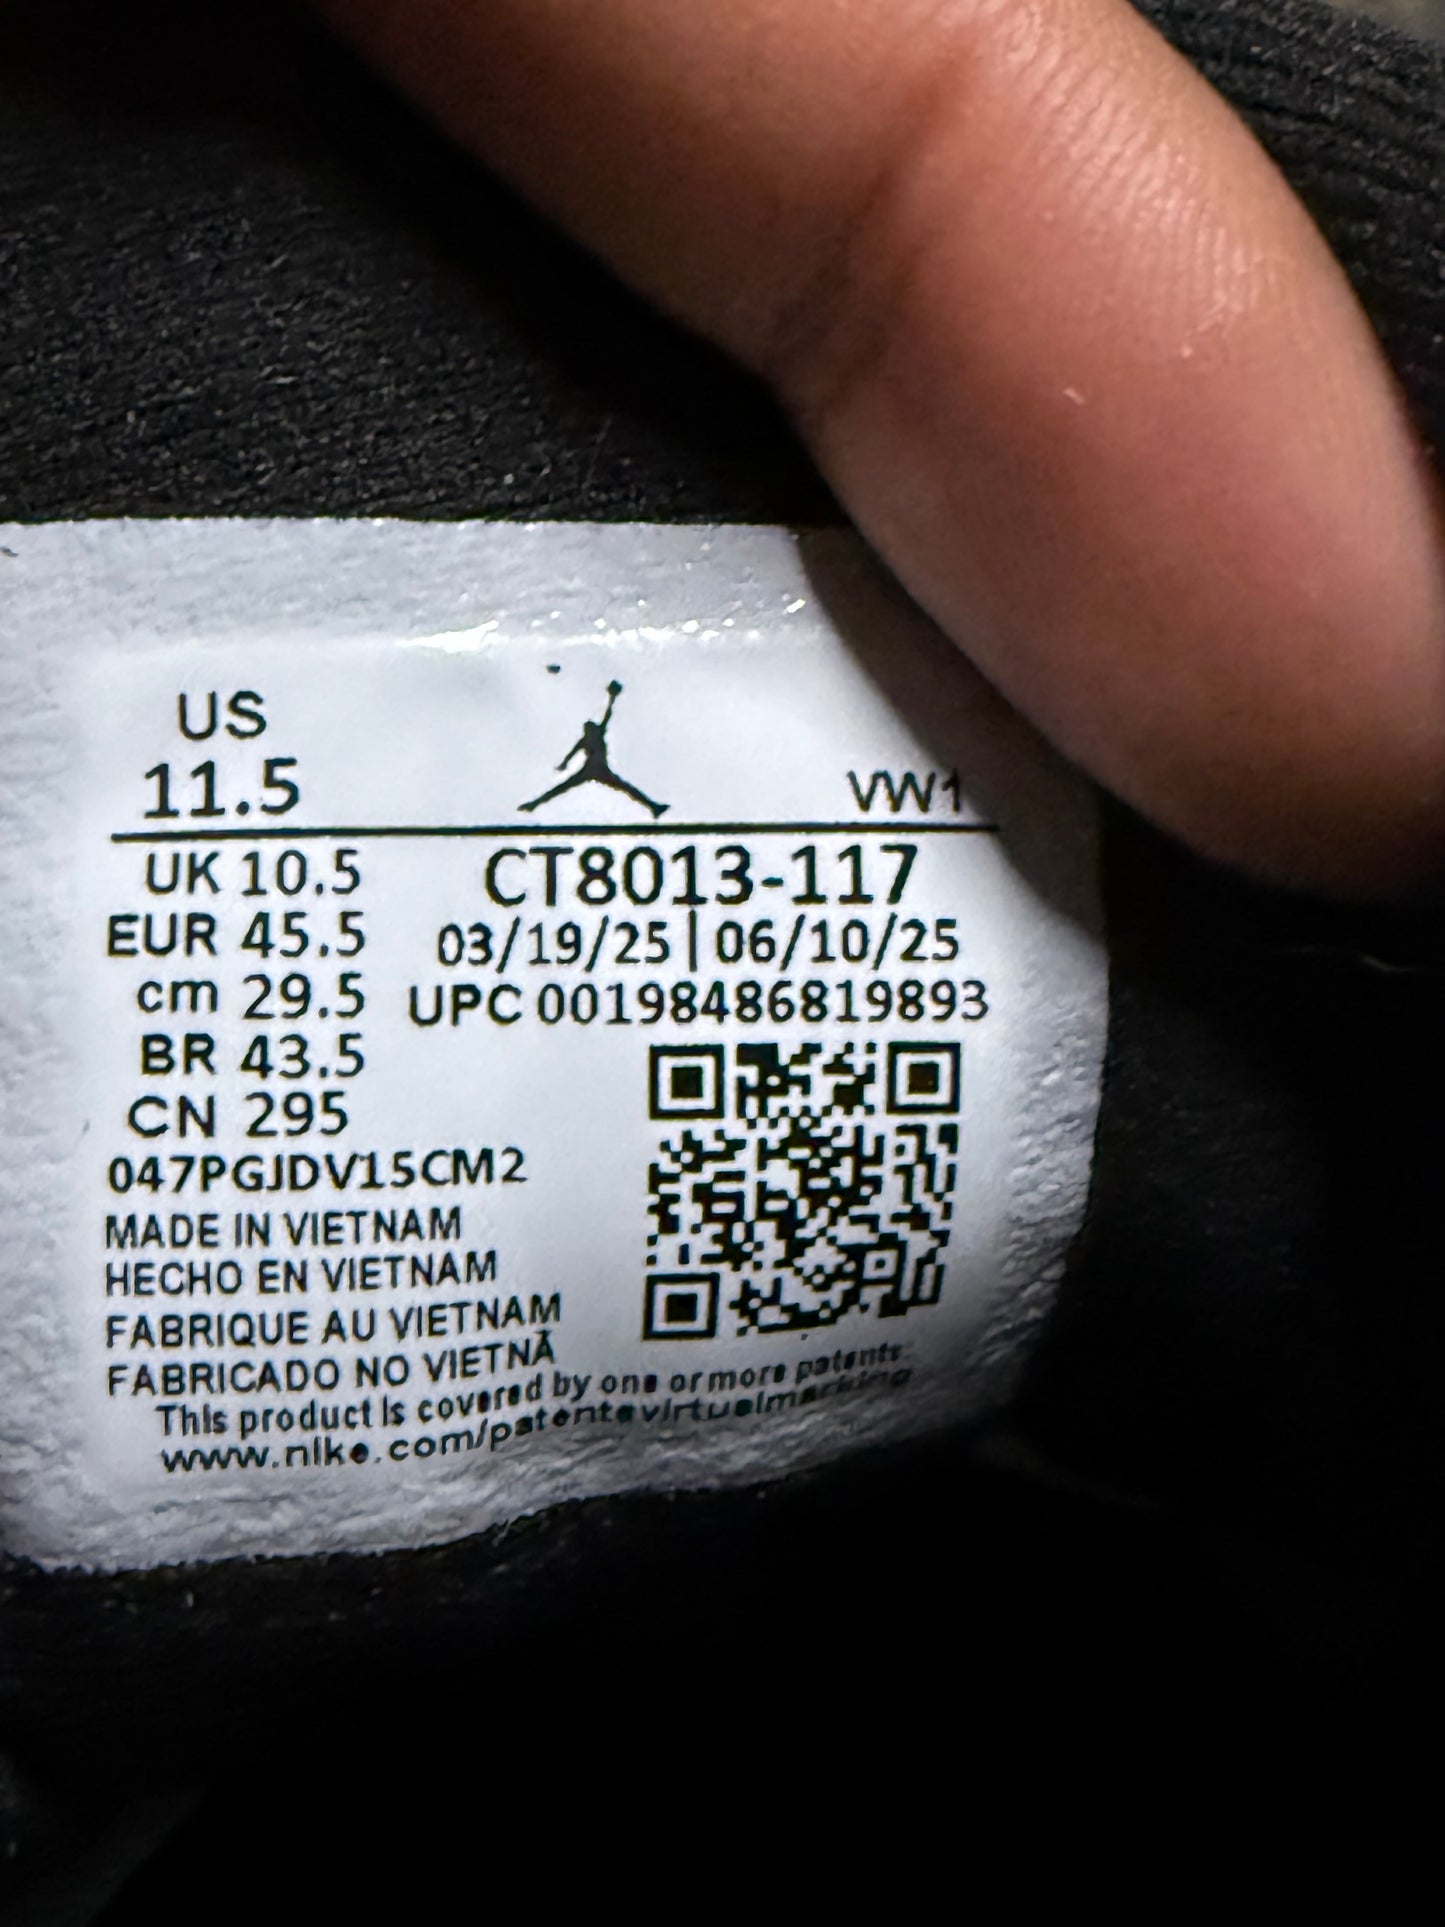 US
11.5
VW1
UK 10.5
EUR 45.5
cm 29.5
BR 43.5
CN 295
CT8013-117
03/19/25 | 06/10/25
UPC 00198486819893
047PGJDV15CM2
MADE IN VIETNAM
HECHO EN VIETNAM
FABRIQUE AU VIETNAM
FABRICADO NO VIETNÃ
This product is covered by one or more patents:
www.nike.com/patentsvirtualmarking